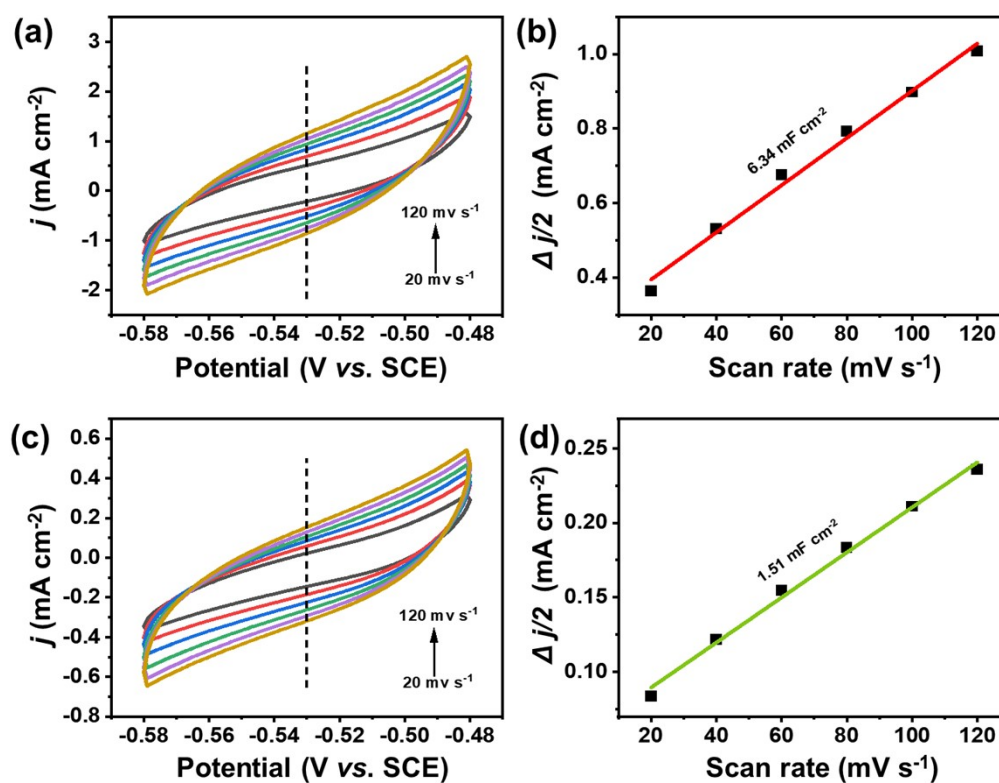 (a)
3
2
1
0
-1
-2
j (mA cm⁻²)
120 mv s⁻¹
20 mv s⁻¹
-0.58 -0.56 -0.54 -0.52 -0.50 -0.48
Potential (V vs. SCE)
(b)
1.0
0.8
0.6
0.4
Δ j/2 (mA cm⁻²)
6.34 mF cm⁻²
20 40 60 80 100 120
Scan rate (mV s⁻¹)
(c)
0.6
0.4
0.2
0.0
-0.2
-0.4
-0.6
-0.8
j (mA cm⁻²)
120 mv s⁻¹
20 mv s⁻¹
-0.58 -0.56 -0.54 -0.52 -0.50 -0.48
Potential (V vs. SCE)
(d)
0.25
0.20
0.15
0.10
Δ j/2 (mA cm⁻²)
1.51 mF cm⁻²
20 40 60 80 100 120
Scan rate (mV s⁻¹)